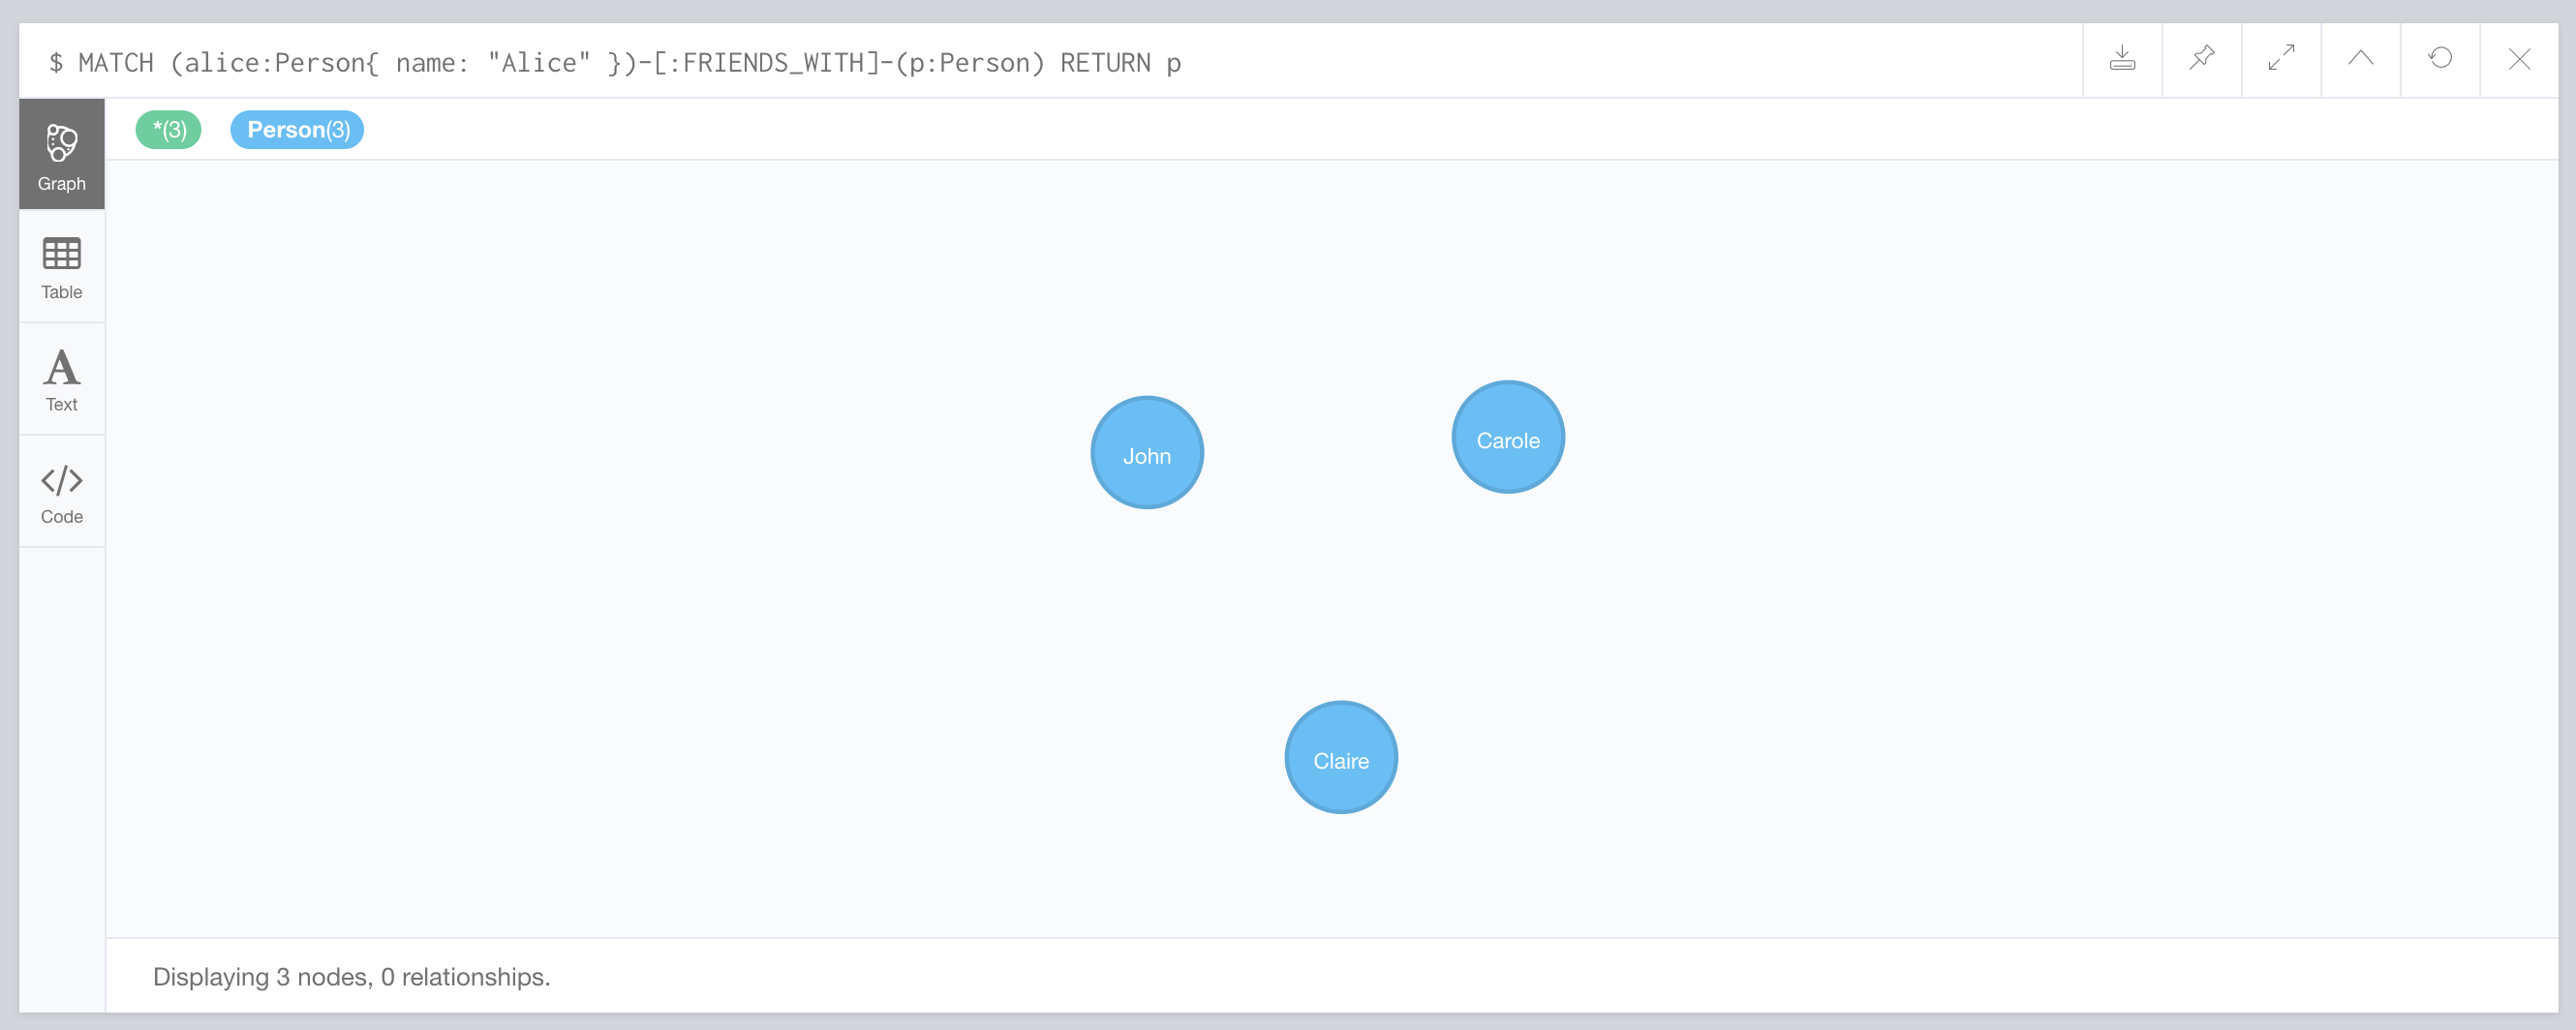 $ MATCH (alice:Person{ name: "Alice" })-[:FRIENDS_WITH]-(p:Person) RETURN p
*(3) Person(3)
Graph
Table
A
Text
</>
Code
John
Carole
Claire
Displaying 3 nodes, 0 relationships.